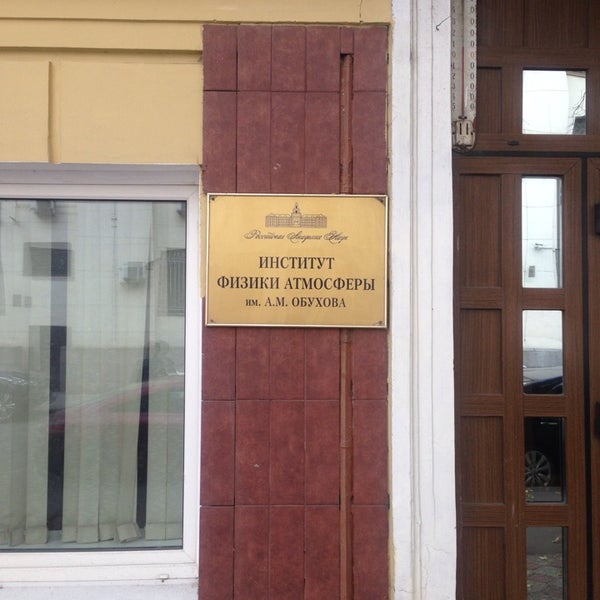 Российская Академия Наук
ИНСТИТУТ
ФИЗИКИ АТМОСФЕРЫ
им. А.М. ОБУХОВА